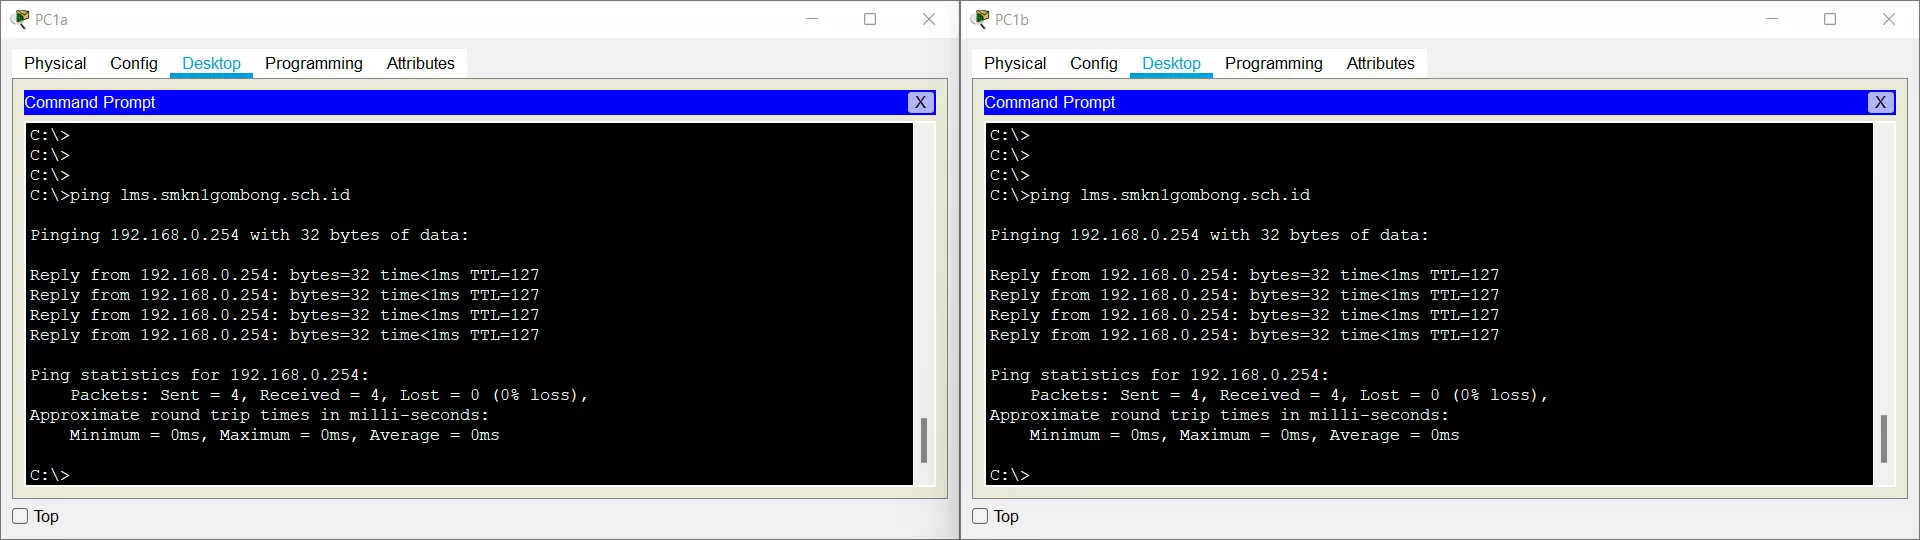 PC1a
Physical Config Desktop Programming Attributes
Command Prompt X
C:\>
C:\>
C:\>
C:\>ping lms.smkn1gombong.sch.id
Pinging 192.168.0.254 with 32 bytes of data:
Reply from 192.168.0.254: bytes=32 time<1ms TTL=127
Reply from 192.168.0.254: bytes=32 time<1ms TTL=127
Reply from 192.168.0.254: bytes=32 time<1ms TTL=127
Reply from 192.168.0.254: bytes=32 time<1ms TTL=127
Ping statistics for 192.168.0.254:
Packets: Sent = 4, Received = 4, Lost = 0 (0% loss),
Approximate round trip times in milli-seconds:
Minimum = 0ms, Maximum = 0ms, Average = 0ms
C:\>
Top
PC1b
Physical Config Desktop Programming Attributes
Command Prompt X
C:\>
C:\>
C:\>
C:\>ping lms.smkn1gombong.sch.id
Pinging 192.168.0.254 with 32 bytes of data:
Reply from 192.168.0.254: bytes=32 time<1ms TTL=127
Reply from 192.168.0.254: bytes=32 time<1ms TTL=127
Reply from 192.168.0.254: bytes=32 time<1ms TTL=127
Reply from 192.168.0.254: bytes=32 time<1ms TTL=127
Ping statistics for 192.168.0.254:
Packets: Sent = 4, Received = 4, Lost = 0 (0% loss),
Approximate round trip times in milli-seconds:
Minimum = 0ms, Maximum = 0ms, Average = 0ms
C:\>
Top